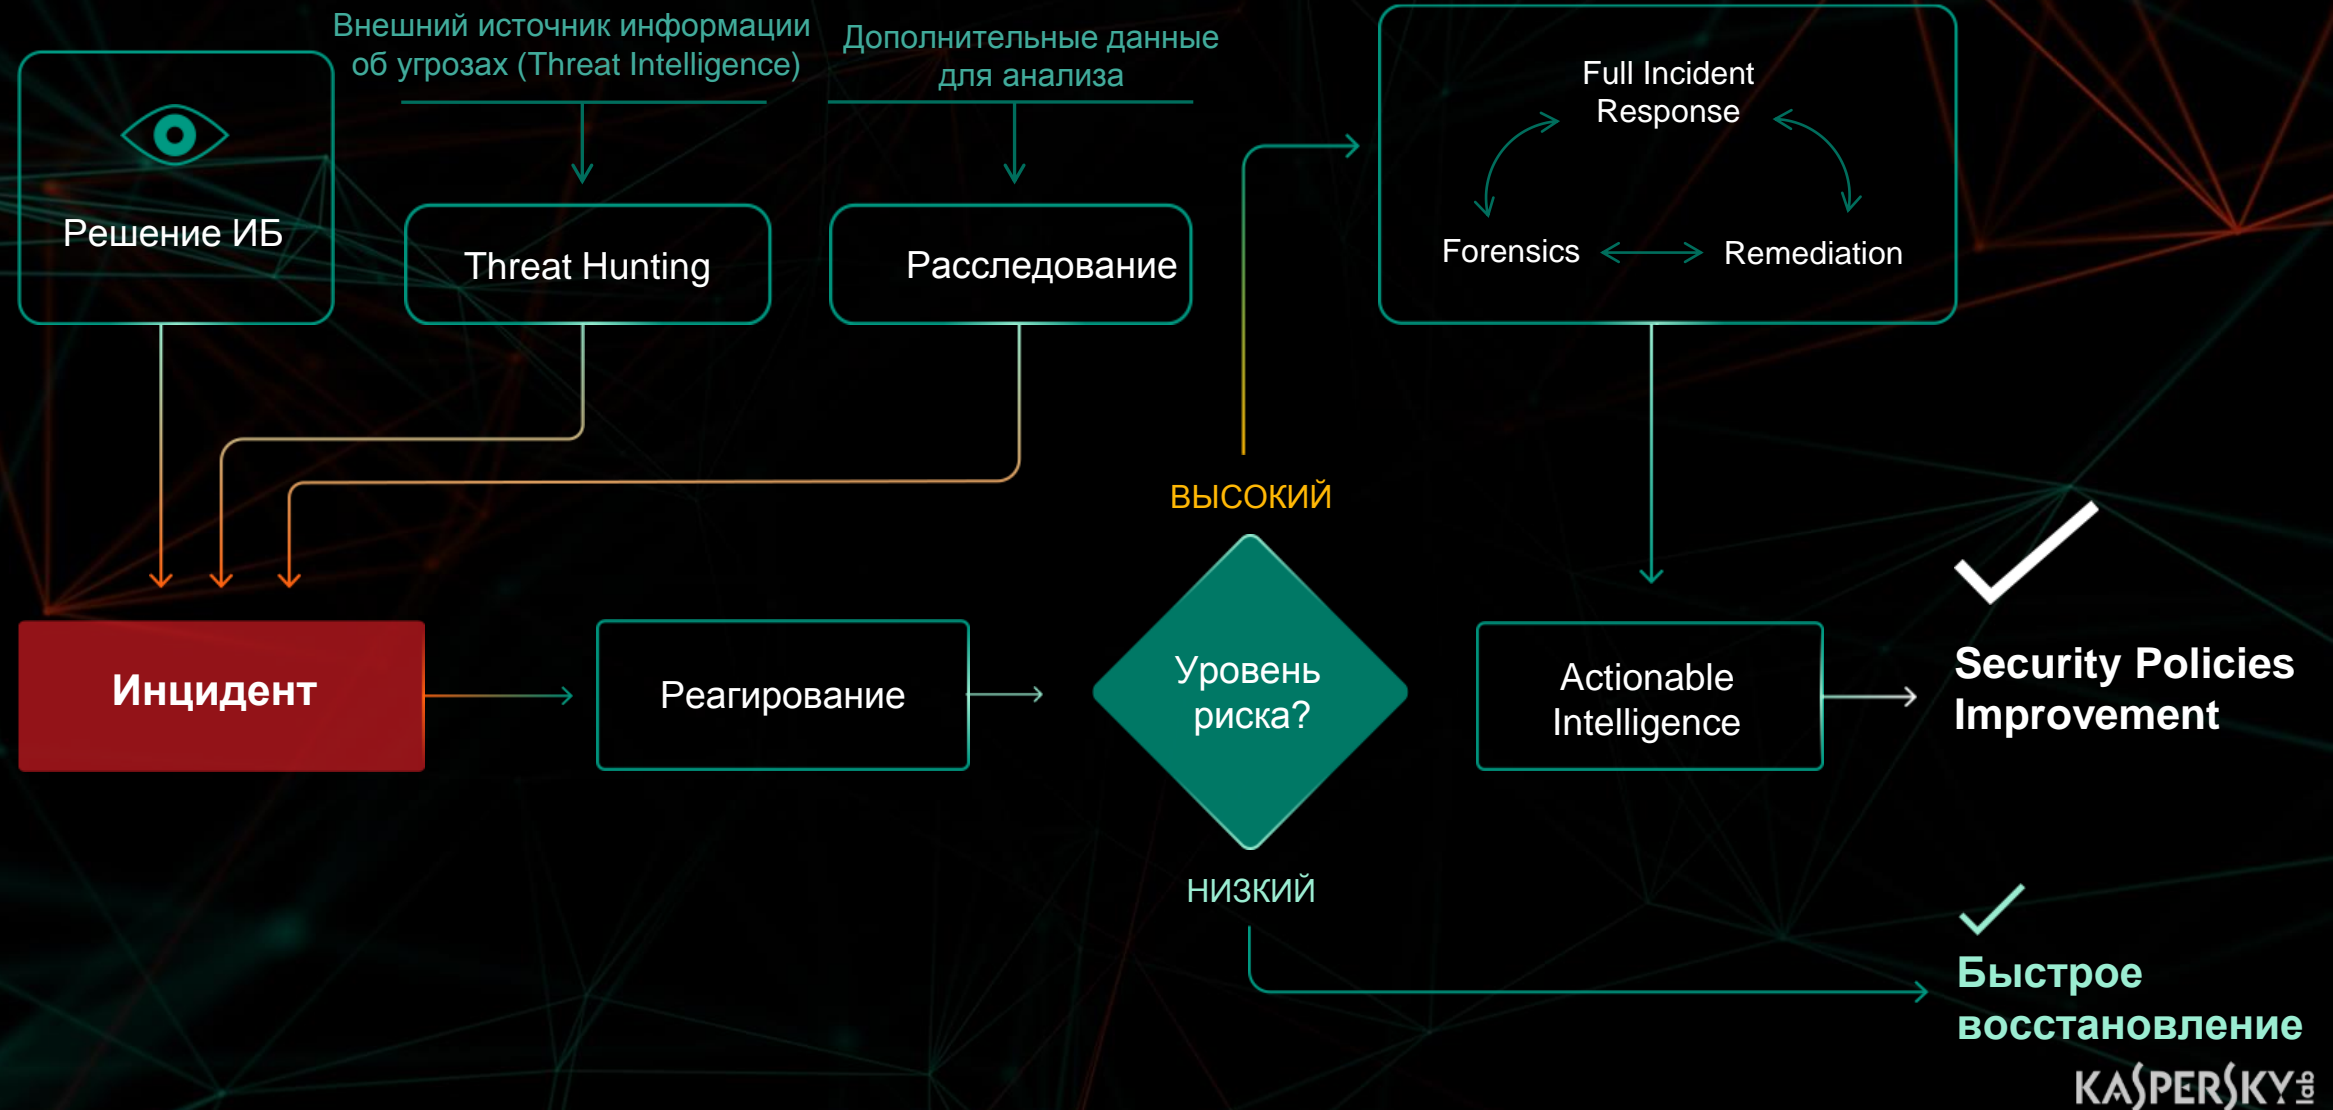 Внешний источник информации
об угрозах (Threat Intelligence)
Дополнительные данные
для анализа
Full Incident
Response
Forensics
Remediation
Решение ИБ
Threat Hunting
Расследование
ВЫСОКИЙ
Инцидент
Реагирование
Уровень
риска?
Actionable
Intelligence
Security Policies
Improvement
НИЗКИЙ
Быстрое
восстановление
KASPERSKY lab